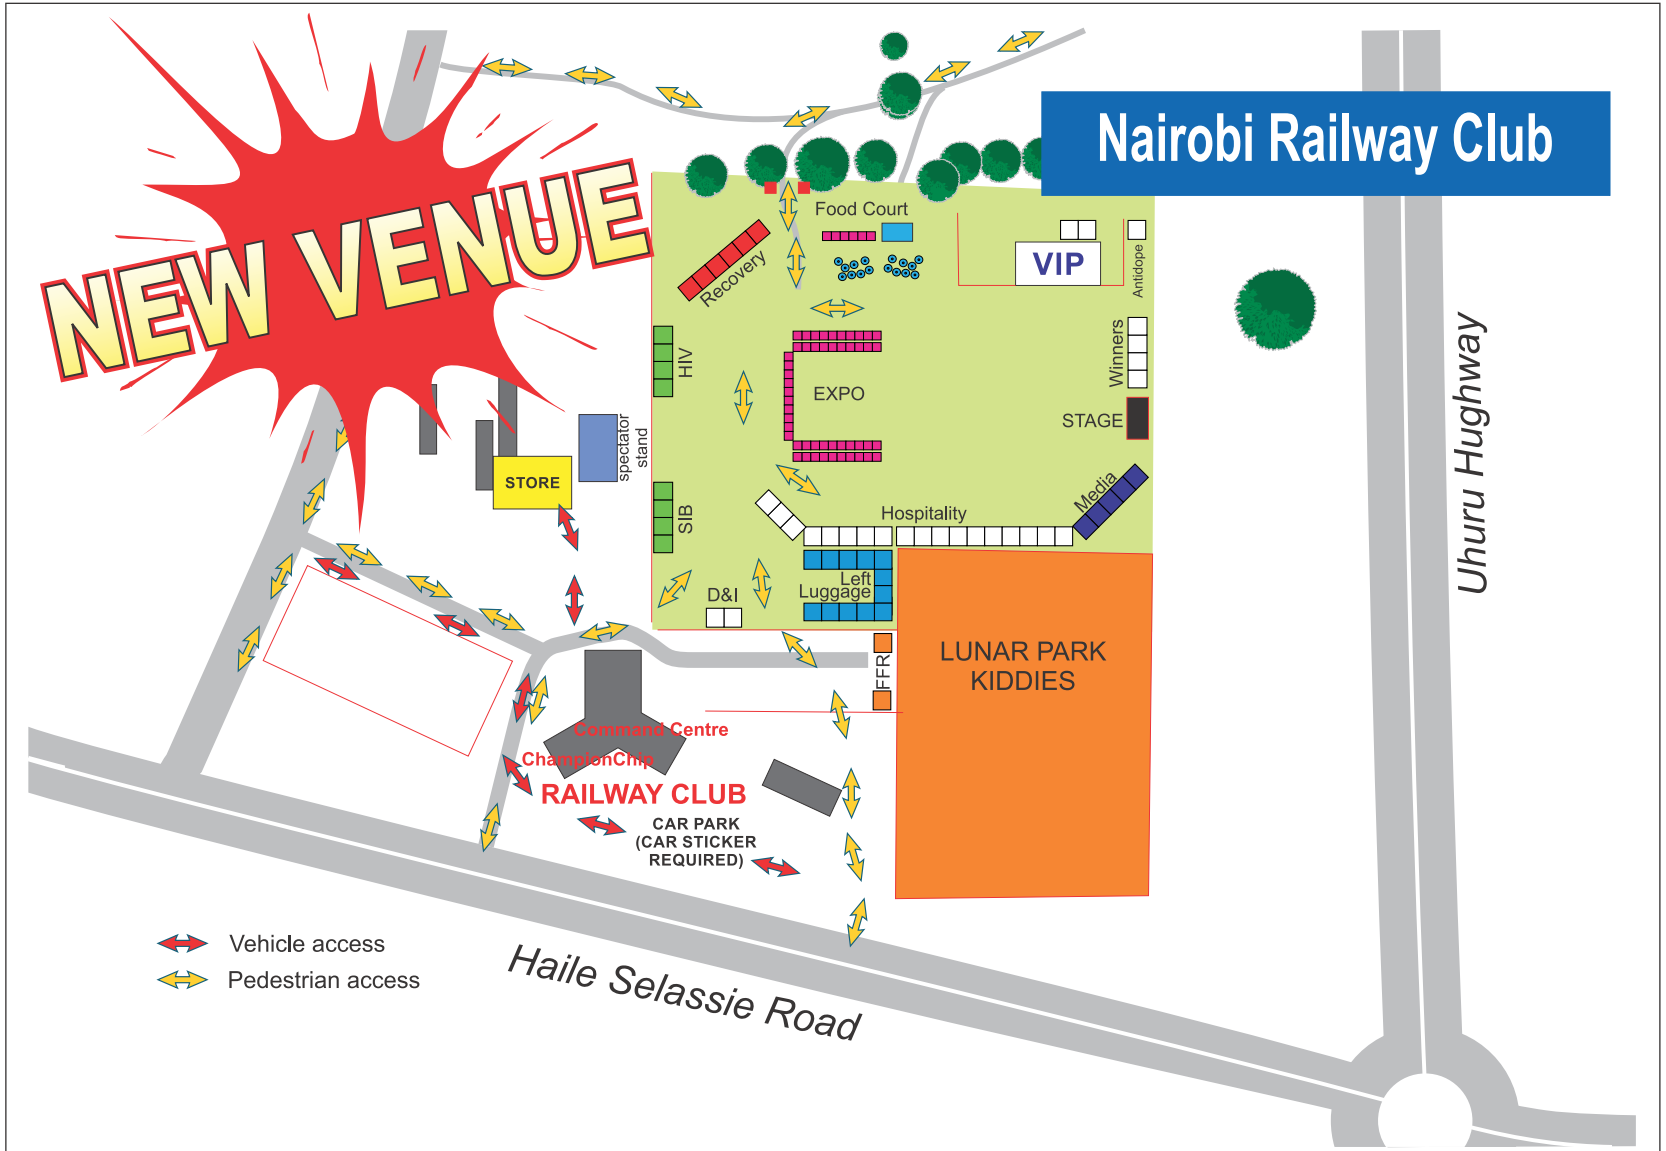 NEW VENUE
Nairobi Railway Club
Food Court
Recovery
VIP
Antidope
HIV
EXPO
Winners
STAGE
spectator
stand
STORE
SIB
Hospitality
Media
Left
Luggage
D&I
FFR
LUNAR PARK
KIDDIES
Command Centre
ChampionChip
RAILWAY CLUB
CAR PARK
(CAR STICKER
REQUIRED)
Uhuru Hughway
Haile Selassie Road
Vehicle access
Pedestrian access